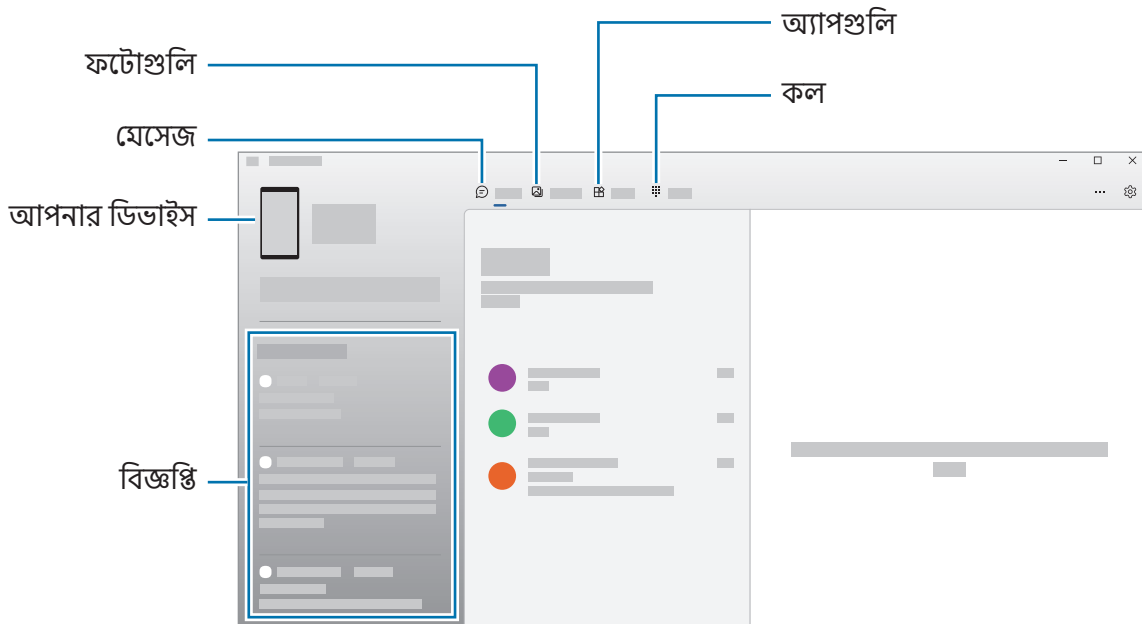 অ্যাপগুলি
ফটোগুলি
কল
মেসেজ
আপনার ডিভাইস
বিজ্ঞপ্তি